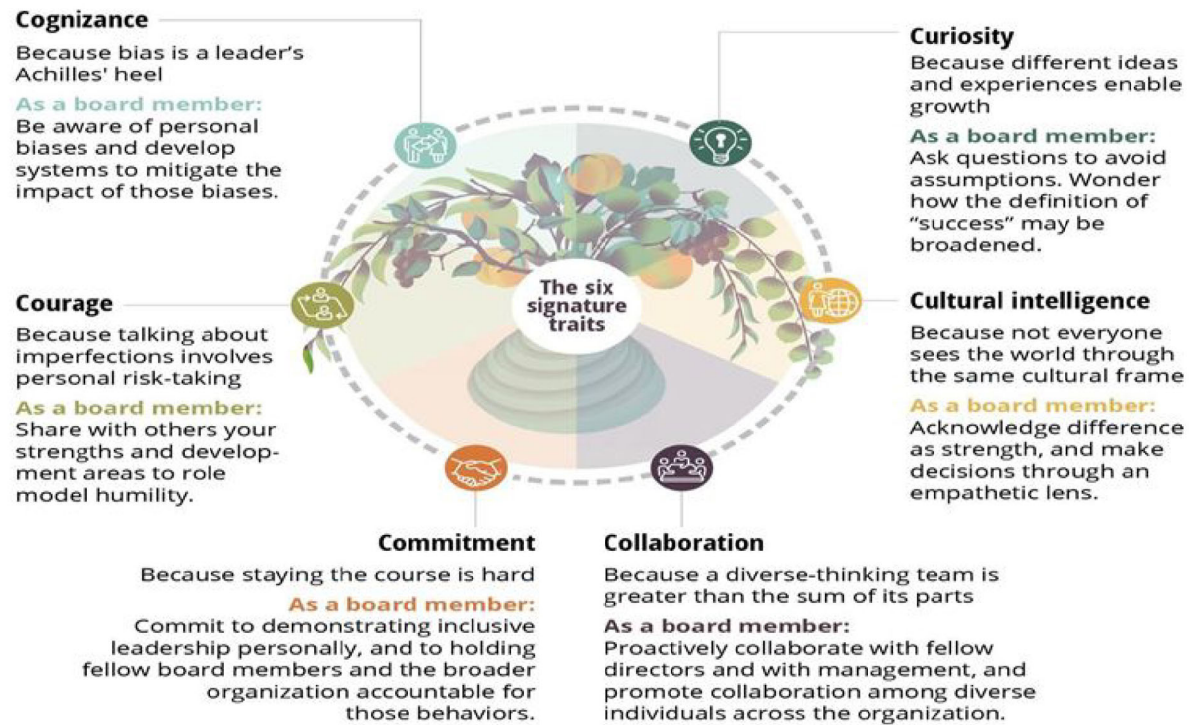 Cognizance
Because bias is a leader's
Achilles' heel
As a board member:
Be aware of personal
biases and develop
systems to mitigate the
impact of those biases.
Curiosity
Because different ideas
and experiences enable
growth
As a board member:
Ask questions to avoid
assumptions. Wonder
how the definition of
“success” may be
broadened.
The six
signature
traits
Courage
Because talking about
imperfections involves
personal risk-taking
As a board member:
Share with others your
strengths and develop-
ment areas to role
model humility.
Cultural intelligence
Because not everyone
sees the world through
the same cultural frame
As a board member:
Acknowledge difference
as strength, and make
decisions through an
empathetic lens.
Commitment
Because staying the course is hard
As a board member:
Commit to demonstrating inclusive
leadership personally, and to holding
fellow board members and the broader
organization accountable for
those behaviors.
Collaboration
Because a diverse-thinking team is
greater than the sum of its parts
As a board member:
Proactively collaborate with fellow
directors and with management, and
promote collaboration among diverse
individuals across the organization.